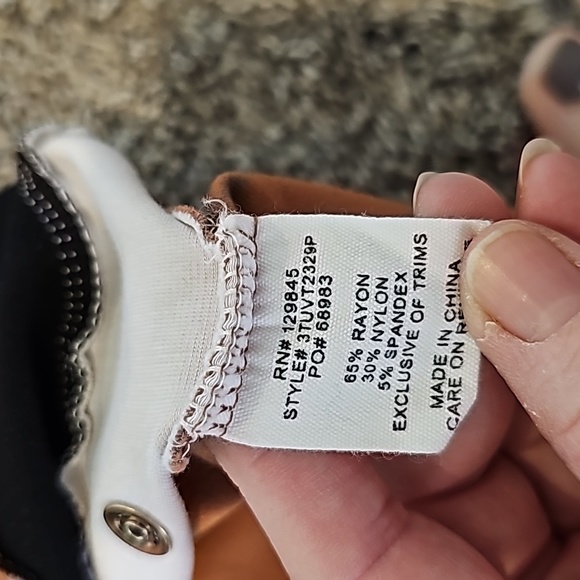 RN# 129845
STYLE# 3TUVT2329P
PO# 68983
65% RAYON
30% NYLON
5% SPANDEX
EXCLUSIVE OF TRIMS
MADE IN CHINA
CARE ON